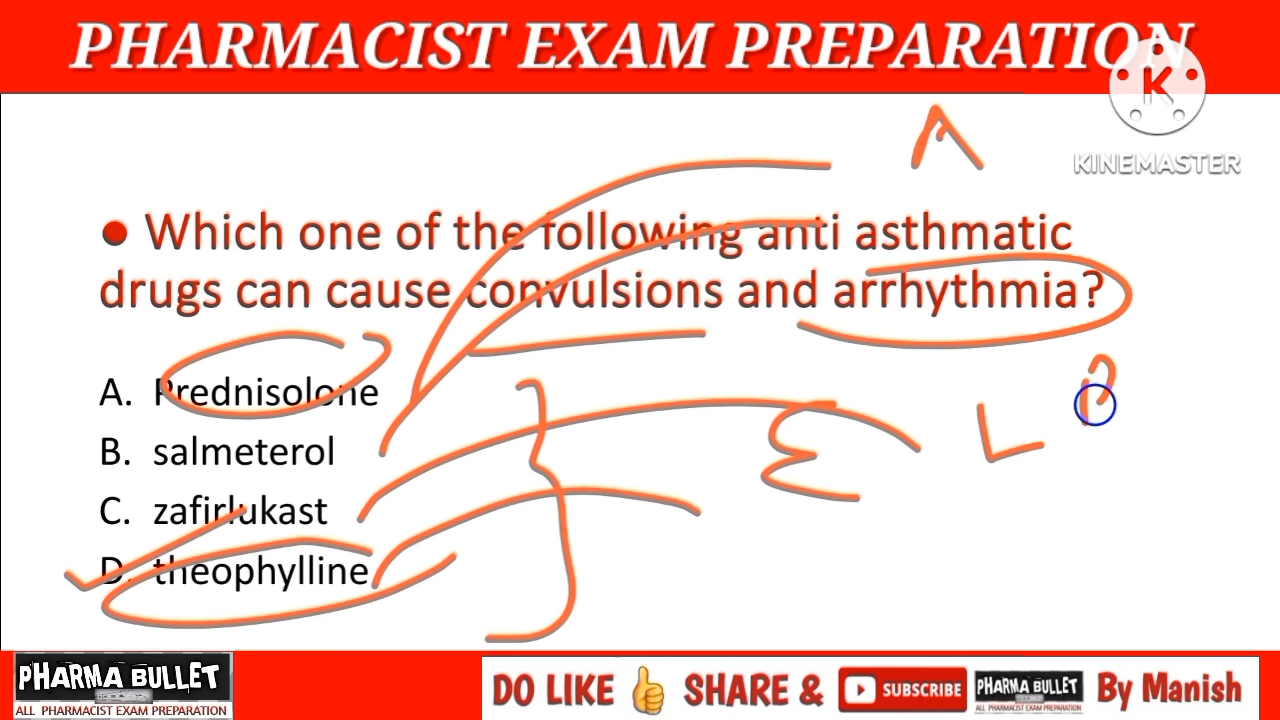 PHARMACIST EXAM PREPARATION
K
KINEMASTER
A
● Which one of the following anti asthmatic
drugs can cause convulsions and arrhythmia?
A. Prednisolone
B. salmeterol
C. zafirlukast
D. theophylline
L
PHARMA BULLET
ALL PHARMACIST EXAM PREPARATION
DO LIKE 👍 SHARE & SUBSCRIBE PHARMA BULLET By Manish
ALL PHARMACIST EXAM PREPARATION